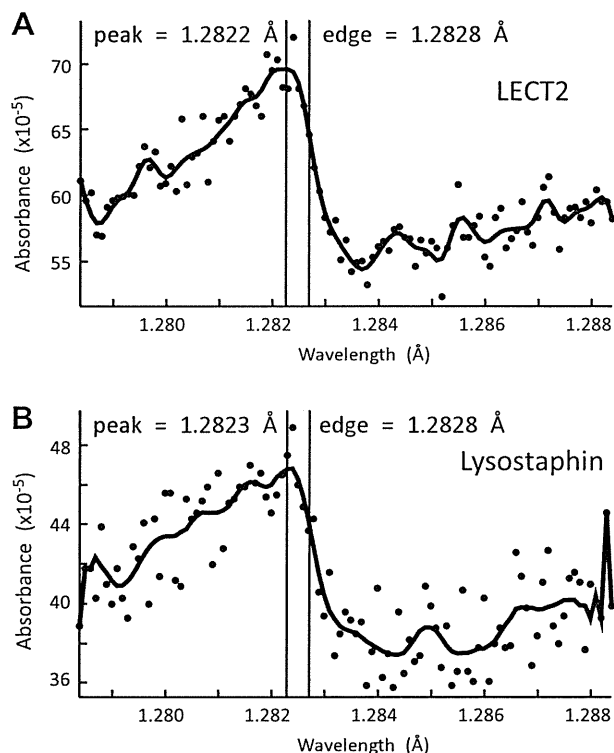 A
peak = 1.2822 Å
edge = 1.2828 Å
LECT2
70
65
60
55
Absorbance (x10⁻⁵)
1.280
1.282
1.284
1.286
1.288
Wavelength (Å)
B
peak = 1.2823 Å
edge = 1.2828 Å
Lysostaphin
48
44
40
36
Absorbance (x10⁻⁵)
1.280
1.282
1.284
1.286
1.288
Wavelength (Å)